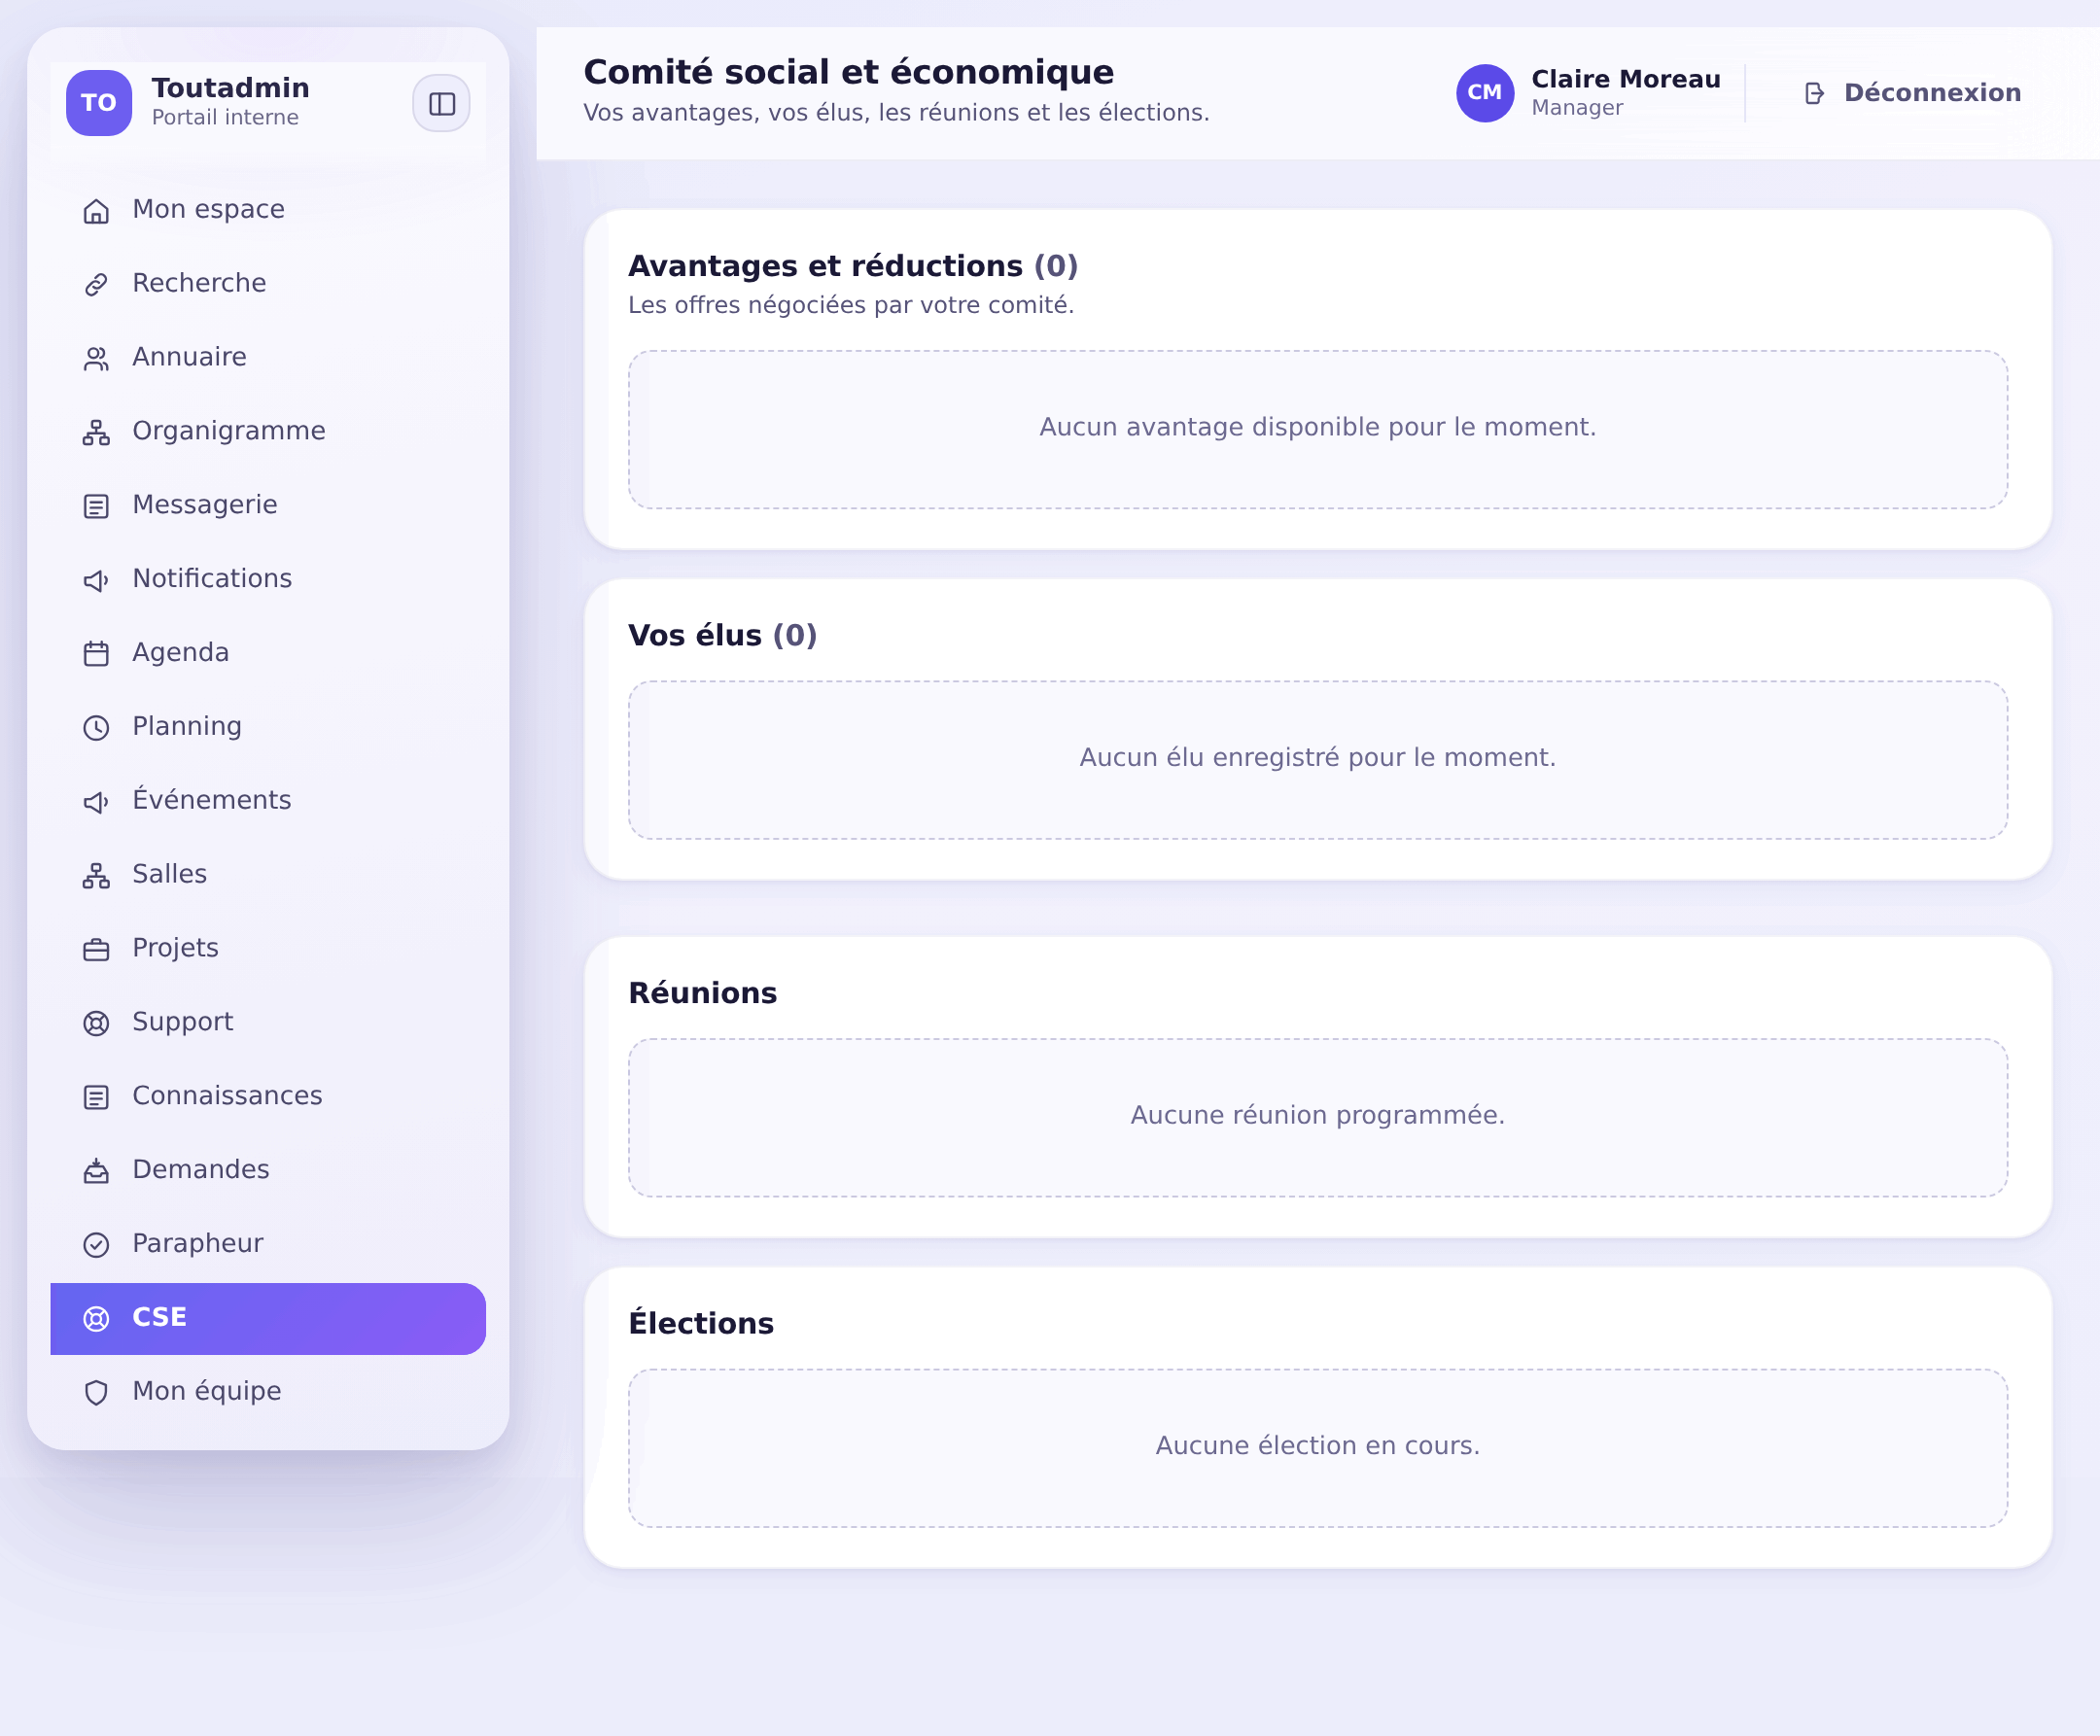 TO
Toutadmin
Portail interne
Mon espace
Recherche
Annuaire
Organigramme
Messagerie
Notifications
Agenda
Planning
Événements
Salles
Projets
Support
Connaissances
Demandes
Parapheur
CSE
Mon équipe
Comité social et économique
Vos avantages, vos élus, les réunions et les élections.
CM
Claire Moreau
Manager
Déconnexion
Avantages et réductions (0)
Les offres négociées par votre comité.
Aucun avantage disponible pour le moment.
Vos élus (0)
Aucun élu enregistré pour le moment.
Réunions
Aucune réunion programmée.
Élections
Aucune élection en cours.